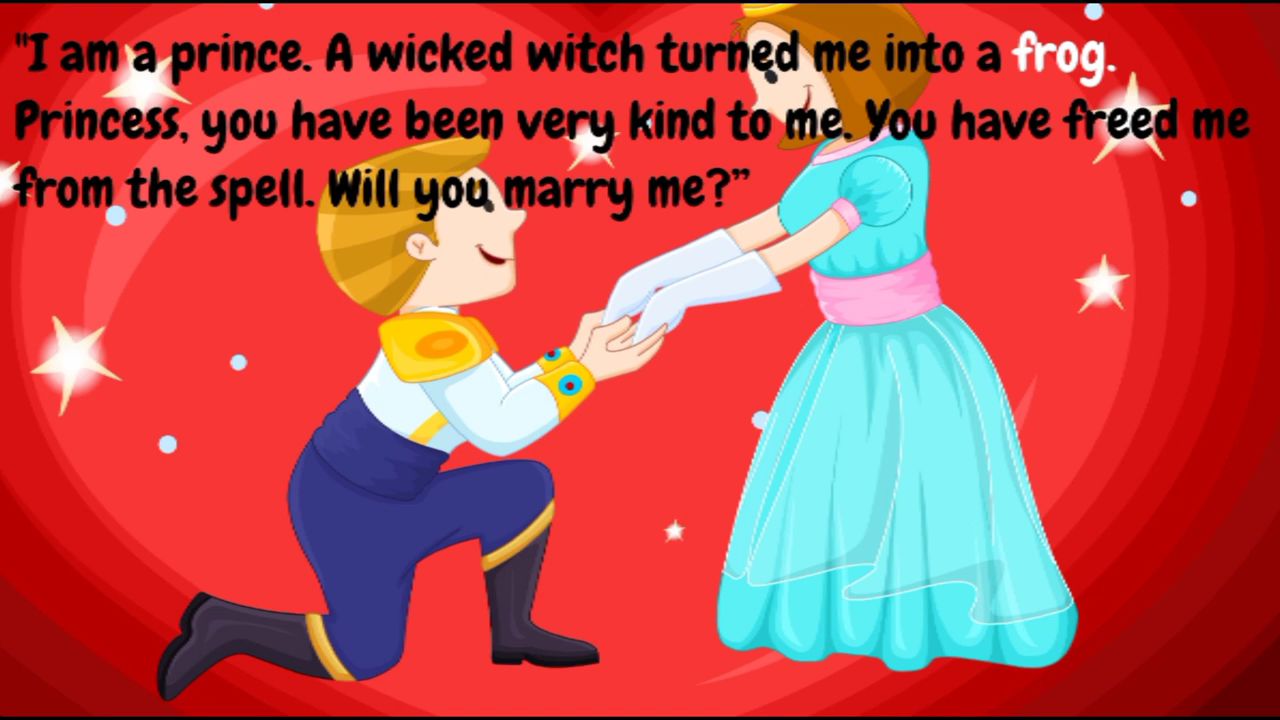 "I am a prince. A wicked witch turned me into a frog.
Princess, you have been very kind to me. You have freed me
from the spell. Will you marry me?”